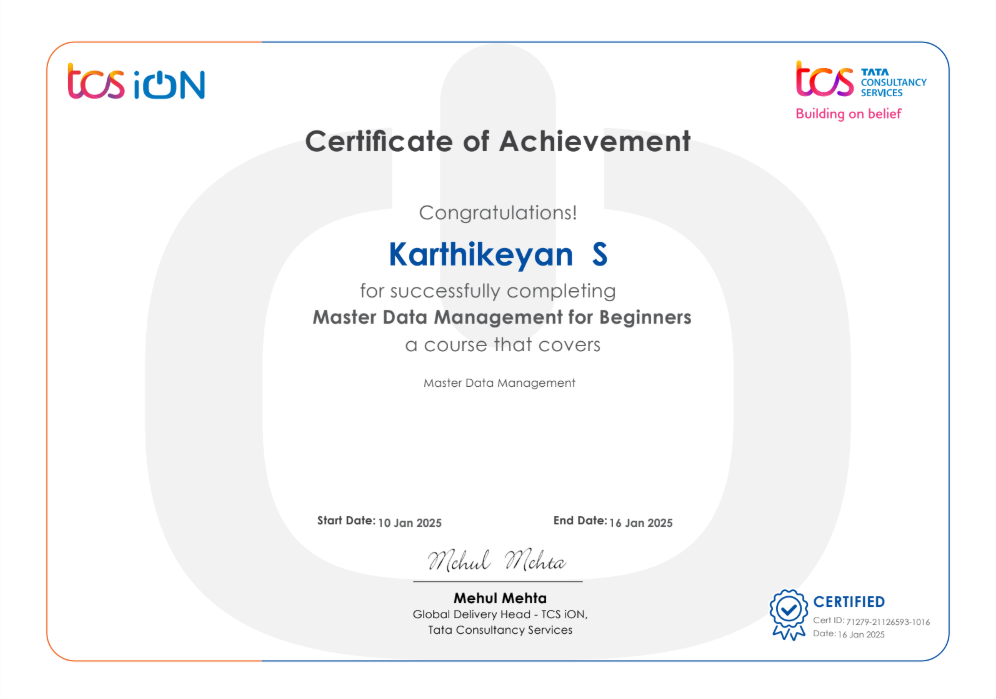 tcs iON
tcs TATA
CONSULTANCY
SERVICES
Building on belief
Certificate of Achievement
Congratulations!
Karthikeyan S
for successfully completing
Master Data Management for Beginners
a course that covers
Master Data Management
Start Date: 10 Jan 2025
End Date: 16 Jan 2025
Mehul Mehta
Mehul Mehta
Global Delivery Head - TCS iON,
Tata Consultancy Services
CERTIFIED
Cert ID: 71279-21126593-1016
Date: 16 Jan 2025